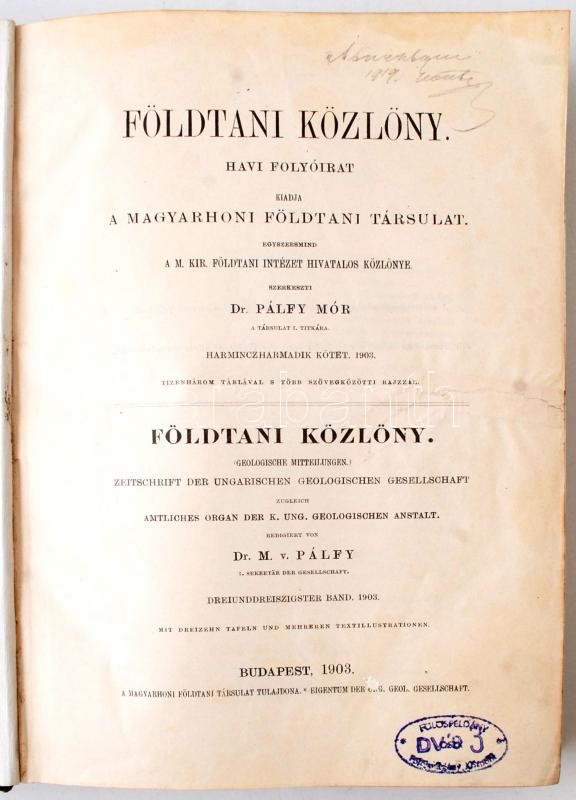 1919.
FÖLDTANI KÖZLÖNY.
HAVI FOLYÓIRAT
KIADJA
A MAGYARHONI FÖLDTANI TÁRSULAT.
EGYSZERSMIND
A M. KIR. FÖLDTANI INTÉZET HIVATALOS KÖZLÖNYE.
SZERKESZTI
Dr. PÁLFY MÓR
A TÁRSULAT I. TITKÁRA.
HARMINCZHARMADIK KÖTET. 1903.
TIZENHÁROM TÁBLÁVAL S TÖBB SZÖVEGKÖZÖTTI RAJZZAL.
arabanth
FÖLDTANI KÖZLÖNY.
(GEOLOGISCHE MITTEILUNGEN.)
ZEITSCHRIFT DER UNGARISCHEN GEOLOGISCHEN GESELLSCHAFT
ZUGLEICH
AMTLICHES ORGAN DER K. UNG. GEOLOGISCHEN ANSTALT.
REDIGIERT VON
Dr. M. v. PÁLFY
I. SEKRETÄR DER GESELLSCHAFT.
DREIUNDDREISZIGSTER BAND. 1903.
MIT DREIZEHN TAFELN UND MEHREREN TEXTILLUSTRATIONEN.
BUDAPEST, 1903.
A MAGYARHONI FÖLDTANI TÁRSULAT TULAJDONA. * EIGENTUM DER UNG. GEOL. GESELLSCHAFT.
FÖLÖSPÉLDÁNY